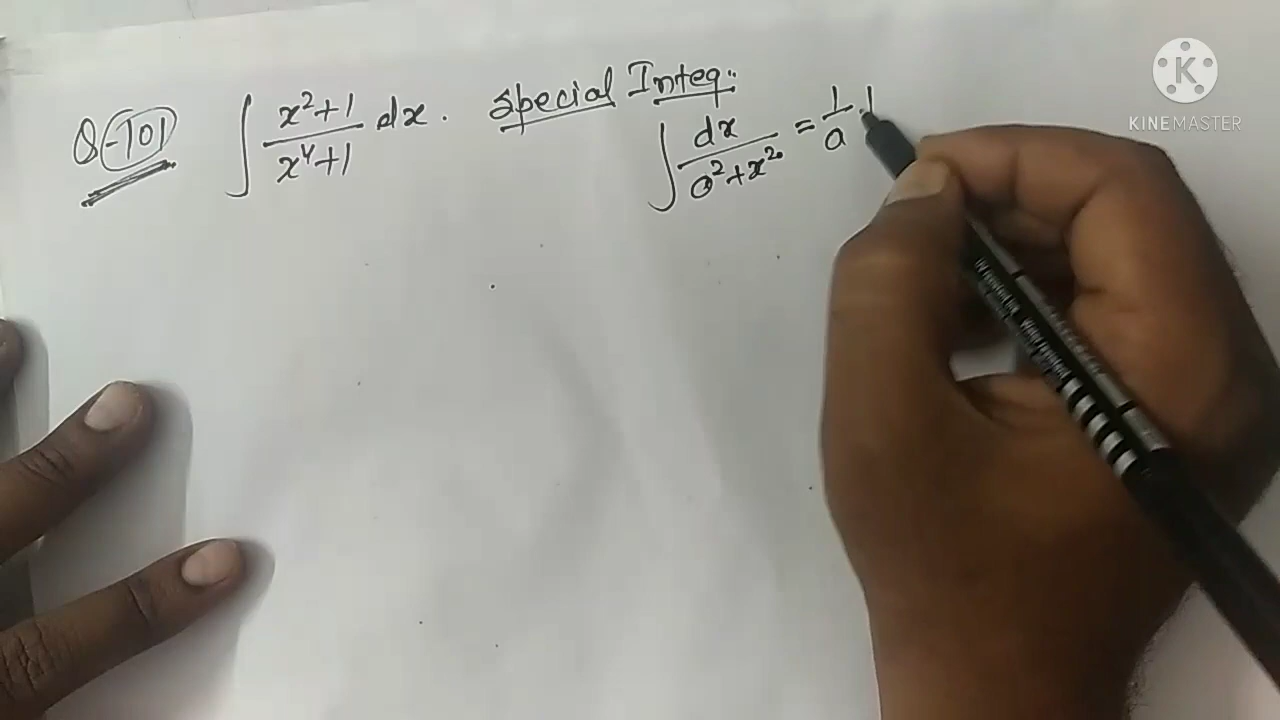 Q-101 ∫ x²+1 / x⁴+1 dx. Special Integ..
∫ dx / a²+x² = 1/a
K
KINEMASTER